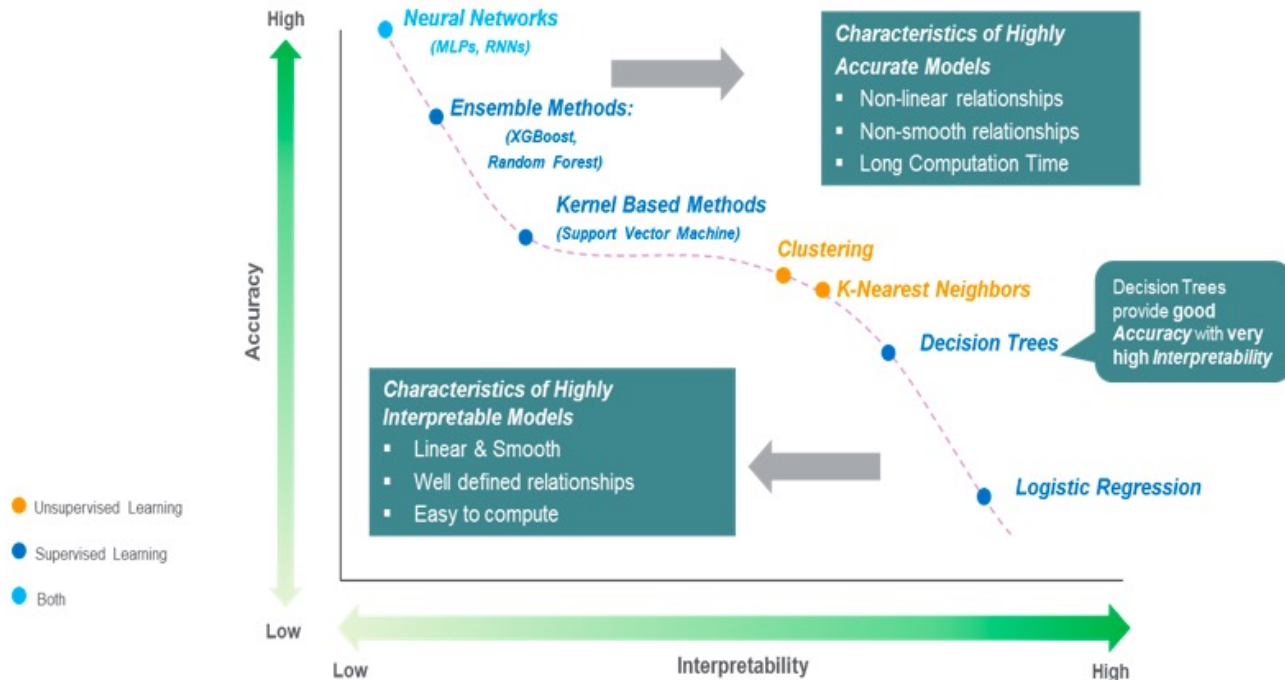 High
Neural Networks
(MLPs, RNNs)
Characteristics of Highly
Accurate Models
▪ Non-linear relationships
▪ Non-smooth relationships
▪ Long Computation Time
Ensemble Methods:
(XGBoost,
Random Forest)
Kernel Based Methods
(Support Vector Machine)
Clustering
K-Nearest Neighbors
Decision Trees
Decision Trees
provide good
Accuracy with very
high Interpretability
Accuracy
Characteristics of Highly
Interpretable Models
▪ Linear & Smooth
▪ Well defined relationships
▪ Easy to compute
Logistic Regression
Unsupervised Learning
Supervised Learning
Both
Low
Low
Interpretability
High